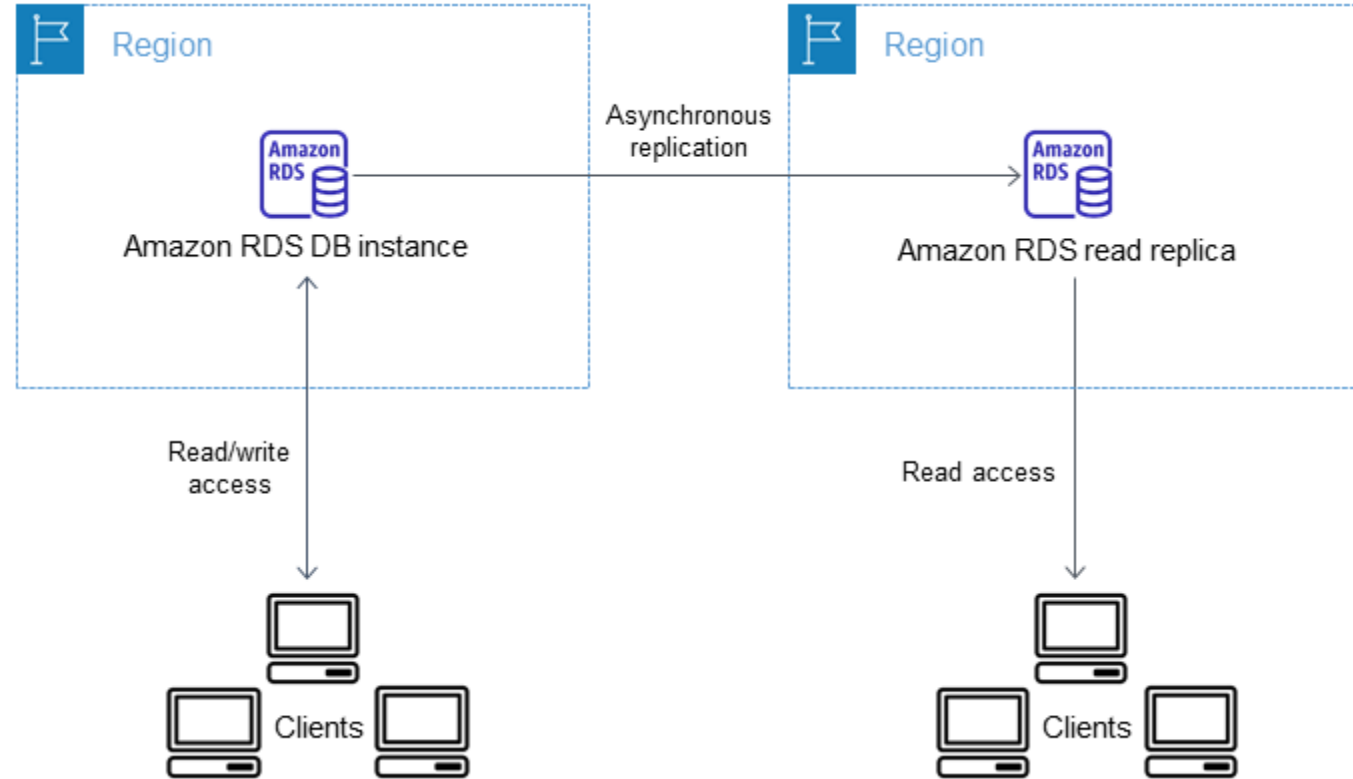 Region
Region
Asynchronous
replication
Amazon
RDS
Amazon
RDS
Amazon RDS DB instance
Amazon RDS read replica
Read/write
access
Read access
Clients
Clients